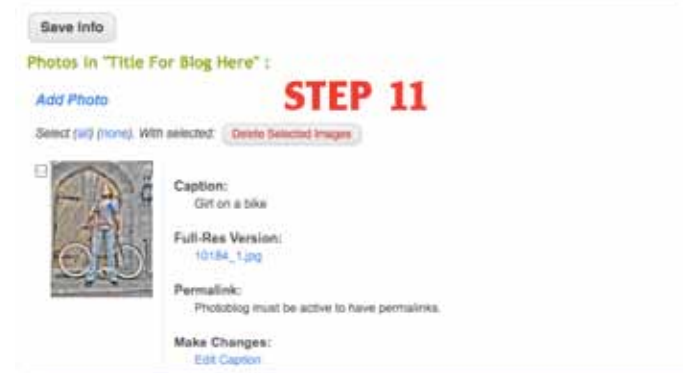 Save Info
Photos in "Title For Blog Here" :
STEP 11
Add Photo
Select (all) (none). With selected: Delete Selected Images
Caption:
Girl on a bike
Full-Res Version:
10184_1.jpg
Permalink:
Photoblog must be active to have permalinks.
Make Changes:
Edit Caption